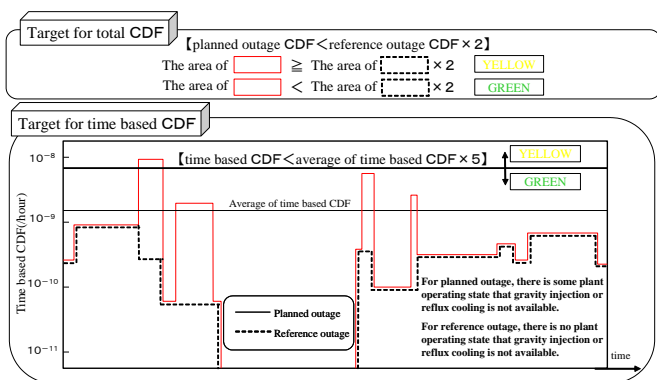 Target for total CDF
【planned outage CDF＜reference outage CDF×2】
The area of ≧ The area of ×2 YELLOW
The area of < The area of ×2 GREEN
Target for time based CDF
【time based CDF＜average of time based CDF×5】
YELLOW
GREEN
Average of time based CDF
Time based CDF(/hour)
10⁻⁸
10⁻⁹
10⁻¹⁰
10⁻¹¹
Planned outage
Reference outage
For planned outage, there is some plant
operating state that gravity injection or
reflux cooling is not available.
For reference outage, there is no plant
operating state that gravity injection or
reflux cooling is not available.
time